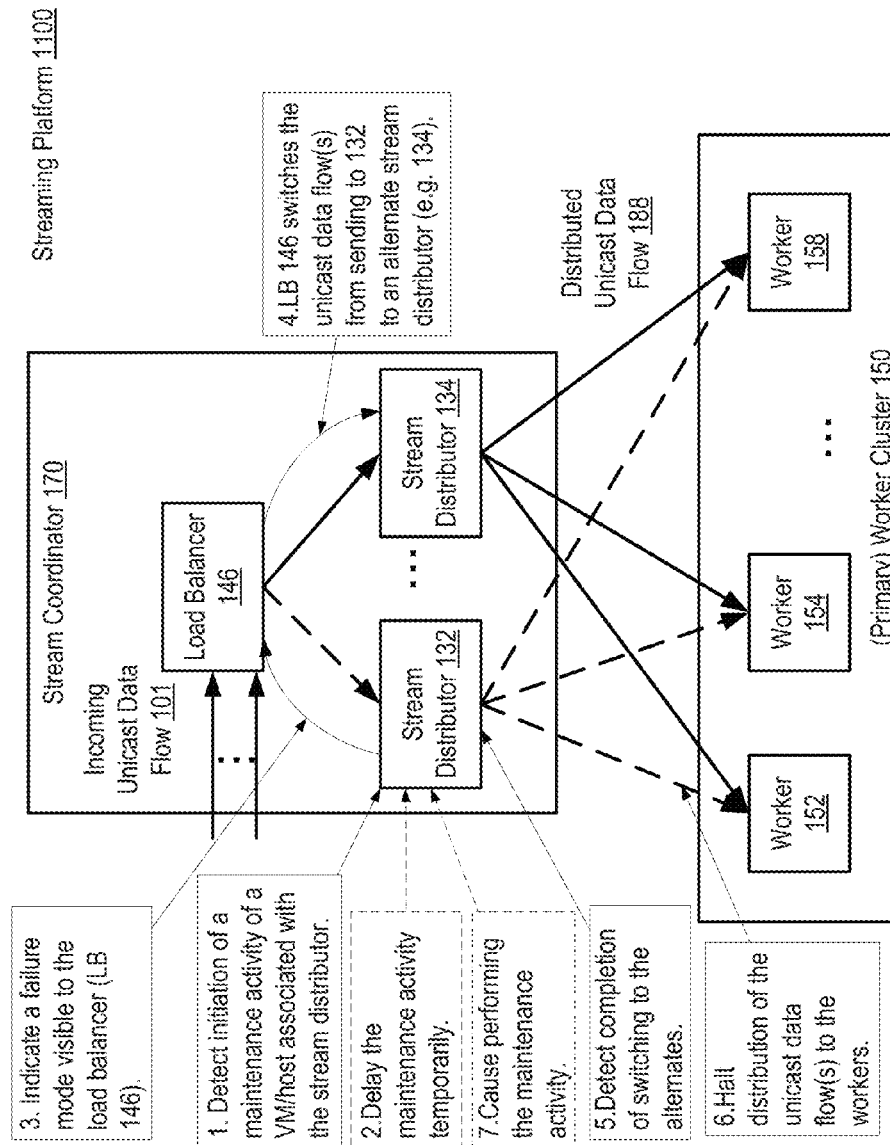 Streaming Platform 1100
Stream Coordinator 170
Incoming
Unicast Data
Flow 101
Load Balancer
146
Stream
Distributor 132
Stream
Distributor 134
3. Indicate a failure
mode visible to the
load balancer (LB
146).
1. Detect initiation of a
maintenance activity of a
VM/host associated with
the stream distributor.
2.Delay the
maintenance activity
temporarily.
7.Cause performing
the maintenance
activity.
5.Detect completion
of switching to the
alternates.
6.Halt
distribution of the
unicast data
flow(s) to the
workers.
4.LB 146 switches the
unicast data flow(s)
from sending to 132
to an alternate stream
distributor (e.g. 134).
Distributed
Unicast Data
Flow 188
Worker
152
Worker
154
Worker
158
(Primary) Worker Cluster 150